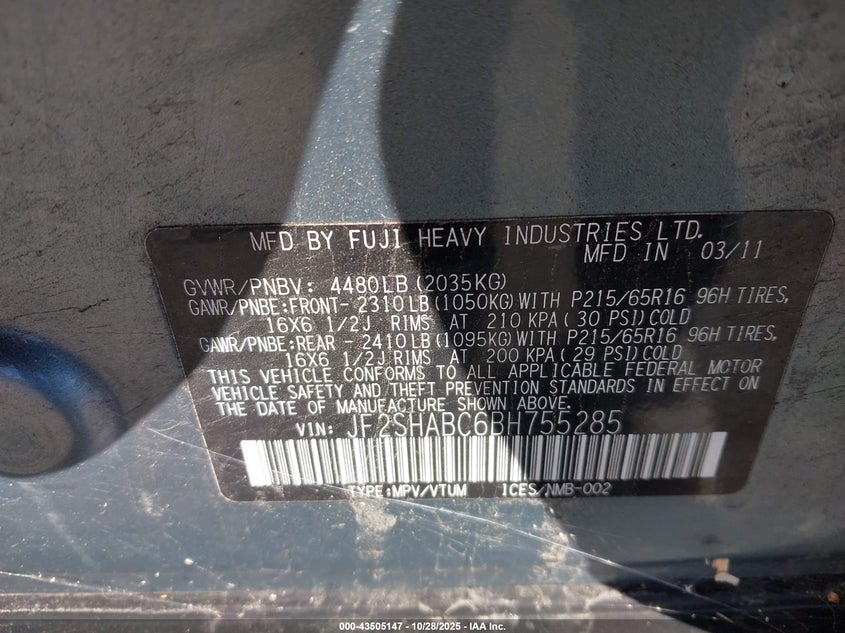 MFD BY FUJI HEAVY INDUSTRIES LTD.
MFD IN 03/11
GVWR/PNBV: 4480LB(2035KG)
GAWR/PNBE:FRONT- 2310LB(1050KG)WITH P215/65R16 96H TIRES,
16X6 1/2J RIMS AT 210 KPA(30 PSI)COLD
GAWR/PNBE:REAR - 2410LB(1095KG)WITH P215/65R16 96H TIRES,
16X6 1/2J RIMS AT 200 KPA(29 PSI)COLD
THIS VEHICLE CONFORMS TO ALL APPLICABLE FEDERAL MOTOR
VEHICLE SAFETY AND THEFT PREVENTION STANDARDS IN EFFECT ON
THE DATE OF MANUFACTURE SHOWN ABOVE.
VIN: JF2SHABC6BH755285
TYPE:MPV/VTUM ICES/NMB-002
000-43505147 - 10/28/2025 - IAA Inc.